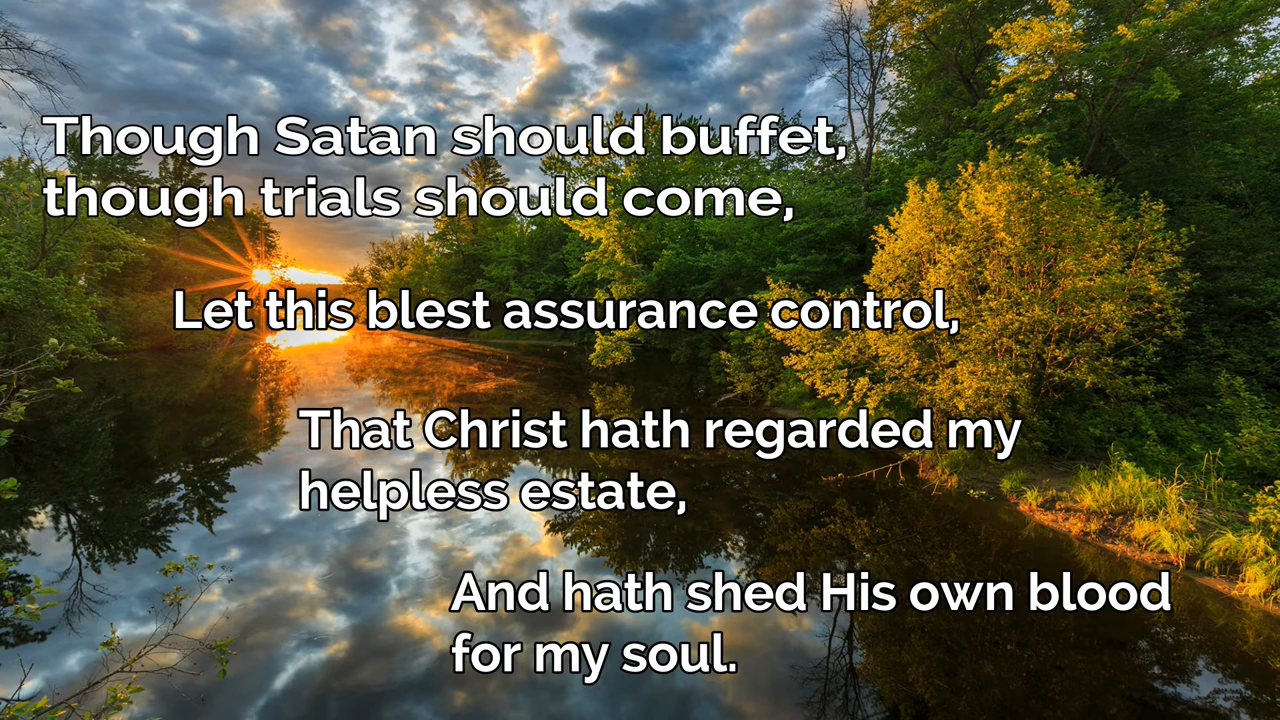 Though Satan should buffet,
though trials should come,
Let this blest assurance control,
That Christ hath regarded my
helpless estate,
And hath shed His own blood
for my soul.